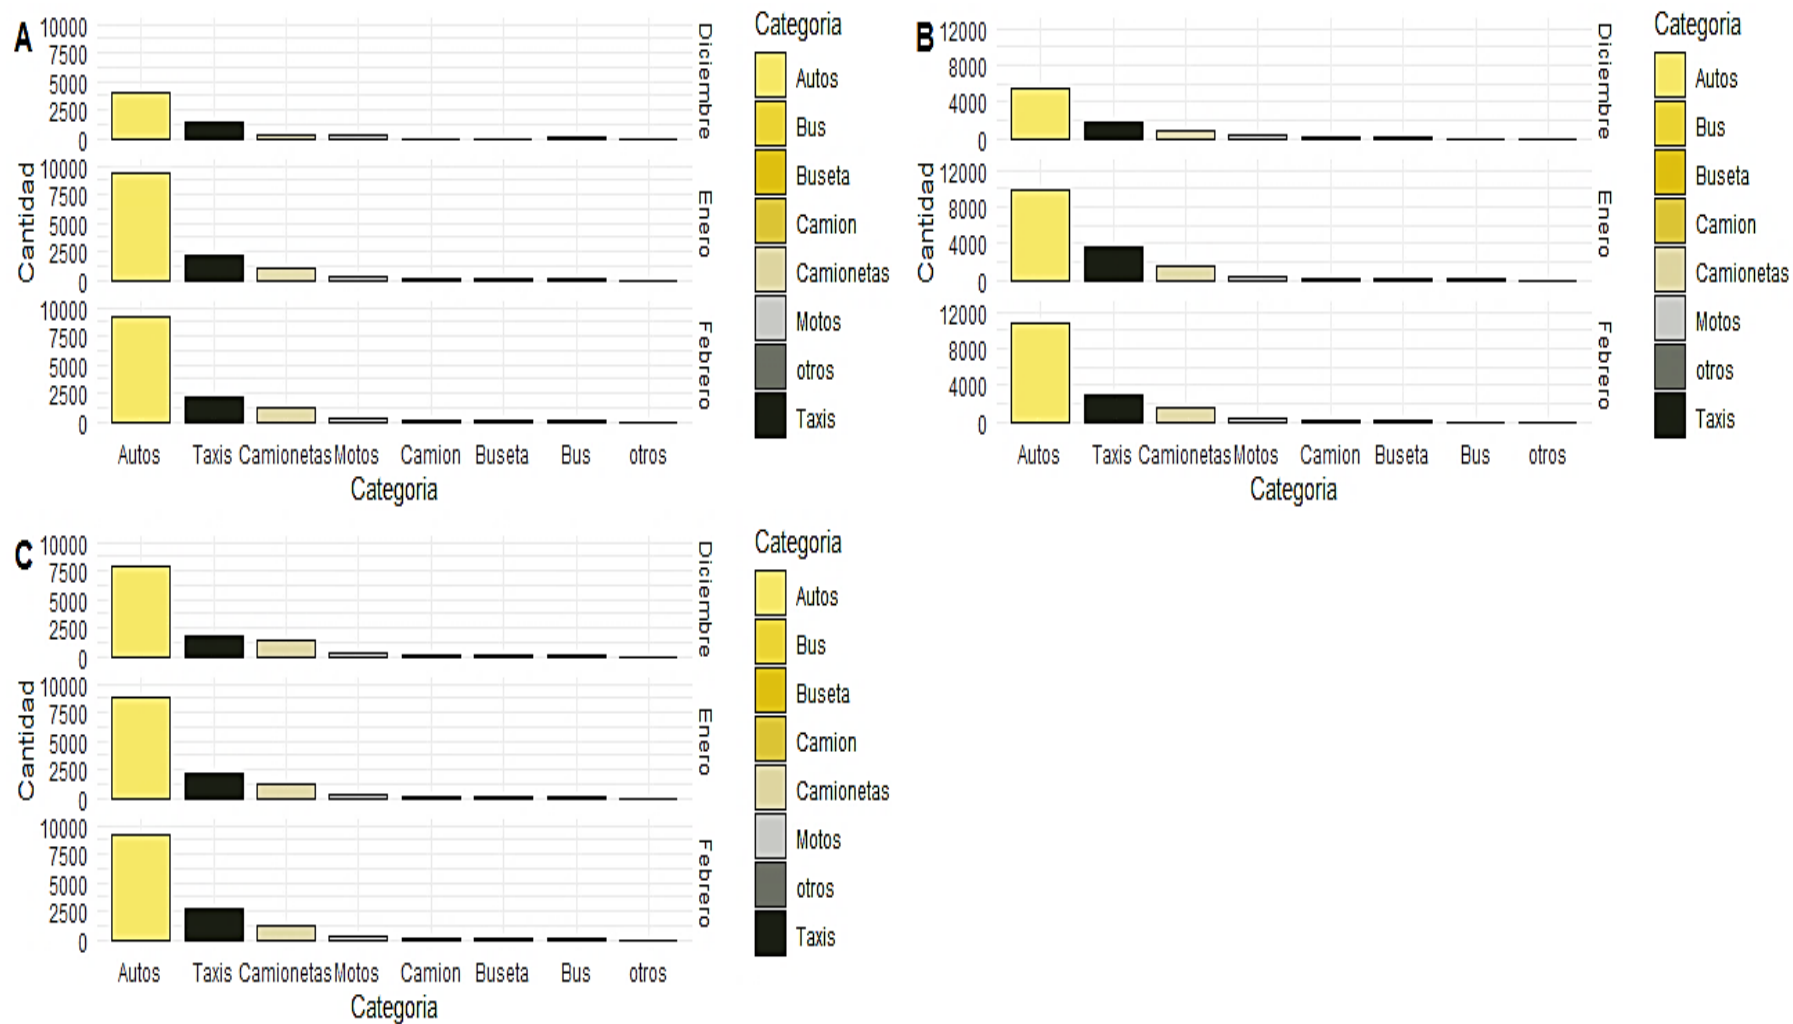 A
Cantidad
10000
7500
5000
2500
0
Diciembre
10000
7500
5000
2500
0
Enero
10000
7500
5000
2500
0
Febrero
Autos Taxis Camionetas Motos Camion Buseta Bus otros
Categoria
Categoria
Autos
Bus
Buseta
Camion
Camionetas
Motos
otros
Taxis
B
Cantidad
12000
8000
4000
0
Diciembre
12000
8000
4000
0
Enero
12000
8000
4000
0
Febrero
Autos Taxis Camionetas Motos Camion Buseta Bus otros
Categoria
Categoria
Autos
Bus
Buseta
Camion
Camionetas
Motos
otros
Taxis
C
Cantidad
10000
7500
5000
2500
0
Diciembre
10000
7500
5000
2500
0
Enero
10000
7500
5000
2500
0
Febrero
Autos Taxis Camionetas Motos Camion Buseta Bus otros
Categoria
Categoria
Autos
Bus
Buseta
Camion
Camionetas
Motos
otros
Taxis